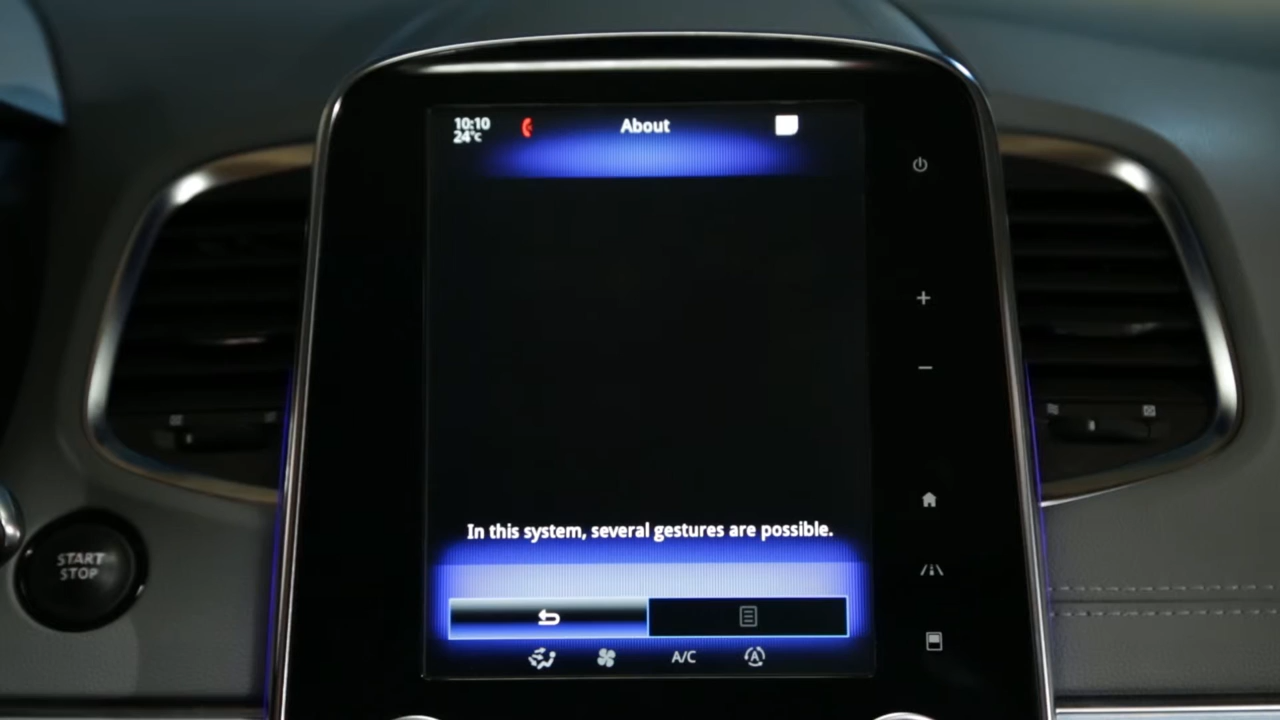 10:10
24°c
About
In this system, several gestures are possible.
A/C
START
STOP